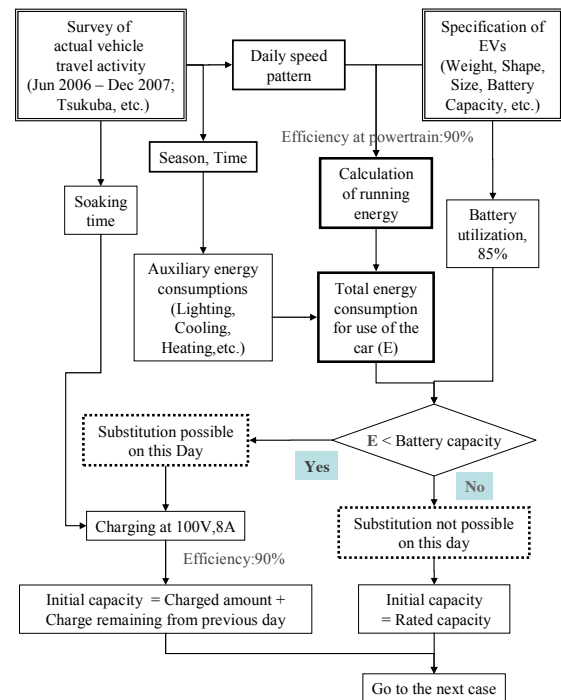 Survey of
actual vehicle
travel activity
(Jun 2006 – Dec 2007;
Tsukuba, etc.)
Daily speed
pattern
Specification of
EVs
(Weight, Shape,
Size, Battery
Capacity, etc.)
Efficiency at powertrain:90%
Season, Time
Calculation
of running
energy
Soaking
time
Battery
utilization,
85%
Auxiliary energy
consumptions
(Lighting,
Cooling,
Heating,etc.)
Total energy
consumption
for use of the
car (E)
E < Battery capacity
Substitution possible
on this Day
Yes
No
Charging at 100V,8A
Substitution not possible
on this day
Efficiency:90%
Initial capacity = Charged amount +
Charge remaining from previous day
Initial capacity
= Rated capacity
Go to the next case